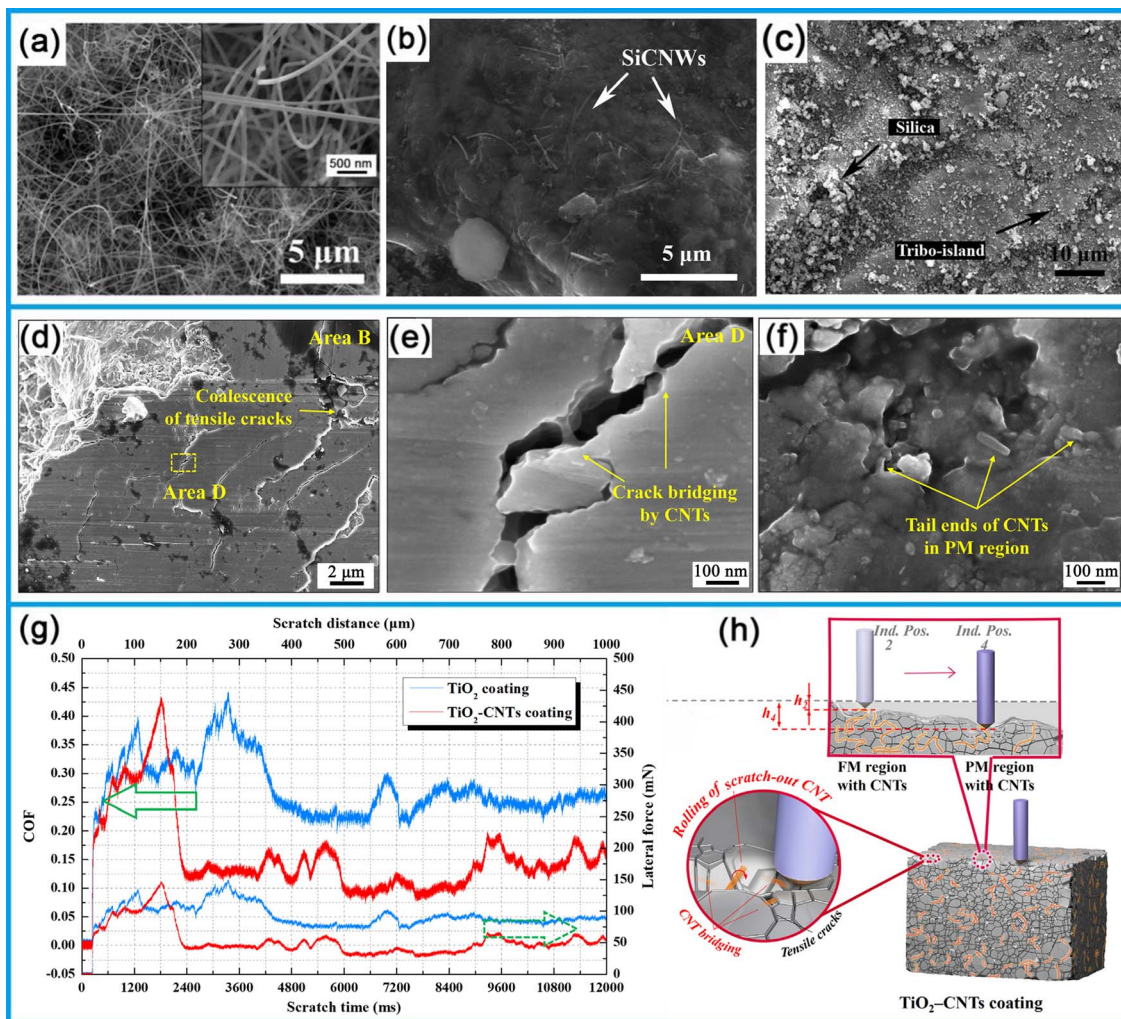 (a)
500 nm
5 μm
(b)
SiCNWs
5 μm
(c)
Silica
Tribo-island
10 μm
(d)
Area B
Coalescence
of tensile cracks
Area D
2 μm
(e)
Area D
Crack bridging
by CNTs
100 nm
(f)
Tail ends of CNTs
in PM region
100 nm
(g)
Scratch distance (μm)
0 100 200 300 400 500 600 700 800 900 1000
0.50
0.45
0.40
0.35
0.30
0.25
0.20
0.15
0.10
0.05
0.00
-0.05
COF
TiO2 coating
TiO2-CNTs coating
500
450
400
350
300
250
200
150
100
50
0
Lateral force (mN)
0 1200 2400 3600 4800 6000 7200 8400 9600 10800 12000
Scratch time (ms)
(h)
Ind. Pos.
2
Ind. Pos.
4
h2
h4
FM region
with CNTs
PM region
with CNTs
Rolling of scratch-out CNT
CNT bridging
Tensile cracks
TiO2–CNTs coating